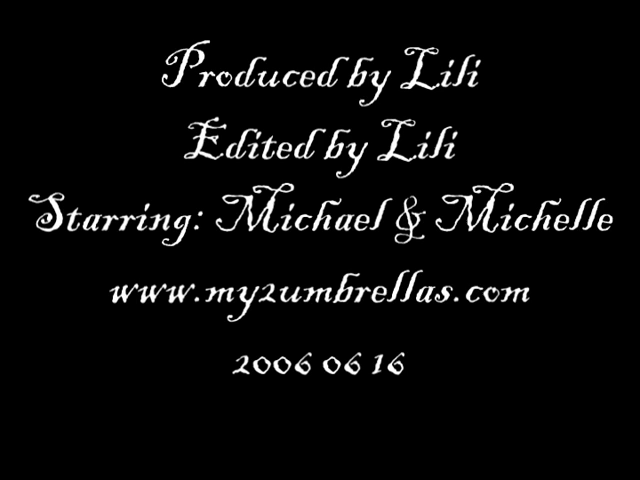 Produced by Lili
Edited by Lili
Starring: Michael & Michelle
www.my2umbrellas.com
2006 06 16